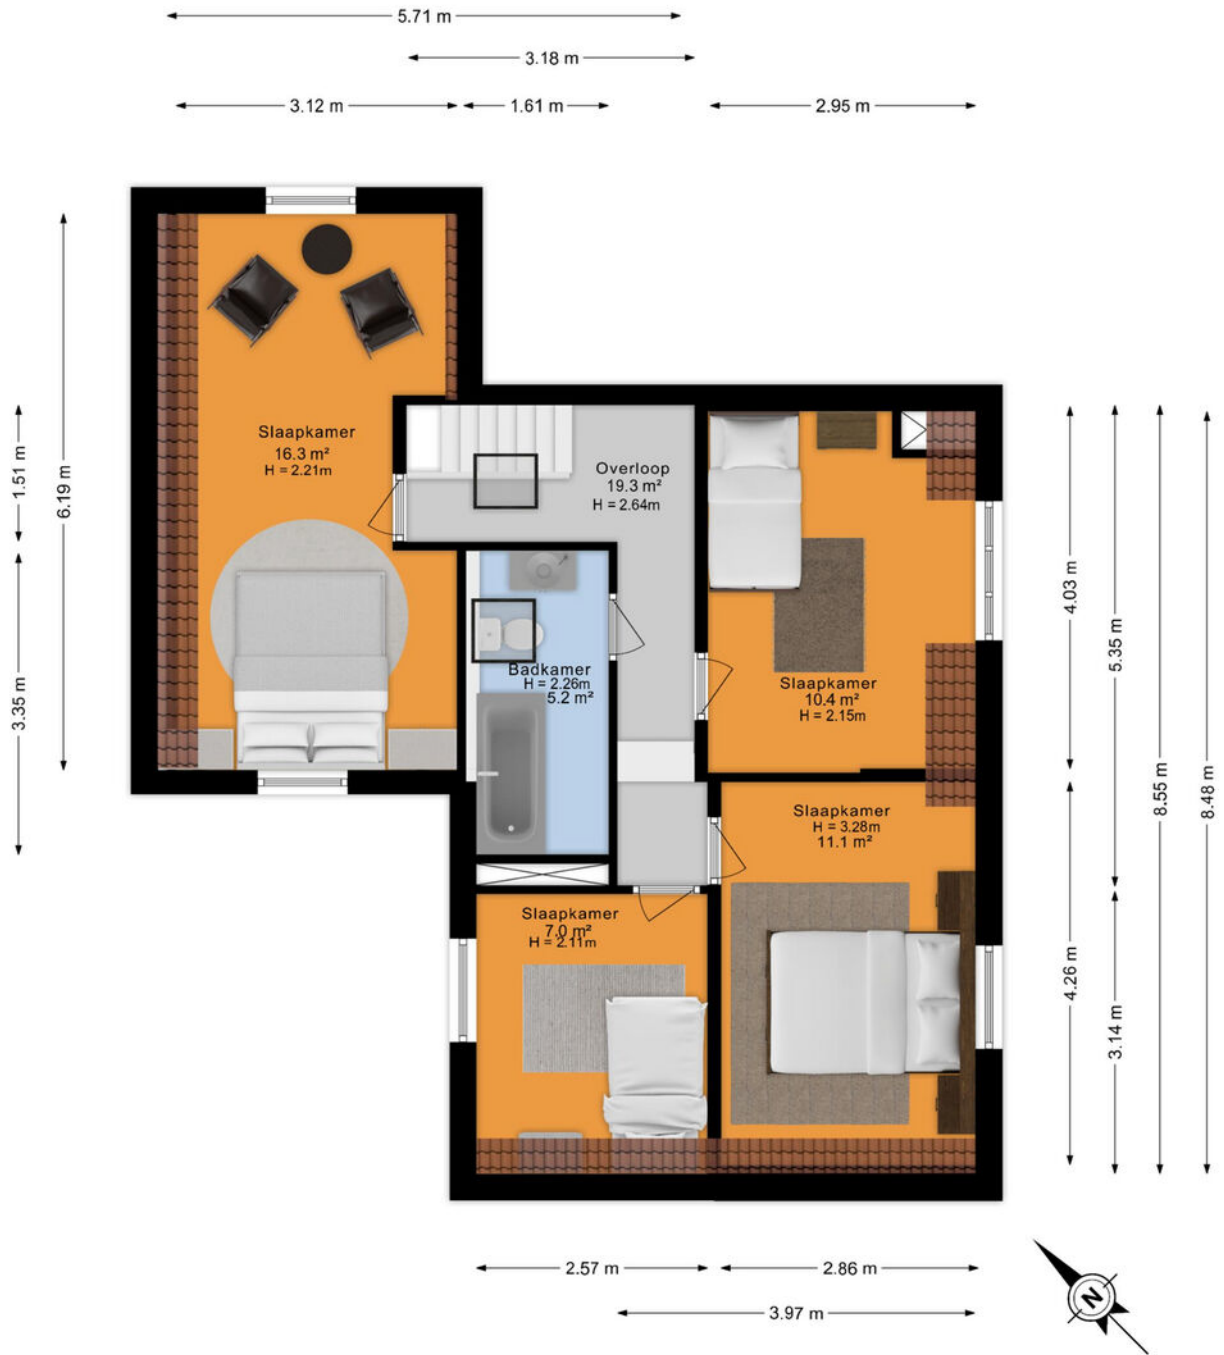 5.71 m
3.18 m
3.12 m
1.61 m
2.95 m
1.51 m
6.19 m
3.35 m
Slaapkamer
16.3 m²
H = 2.21m
Overloop
19.3 m²
H = 2.64m
Badkamer
H = 2.26m
5.2 m²
Slaapkamer
10.4 m²
H = 2.15m
Slaapkamer
H = 3.28m
11.1 m²
Slaapkamer
7.0 m²
H = 2.11m
4.03 m
5.35 m
8.55 m
8.48 m
4.26 m
3.14 m
2.57 m
2.86 m
3.97 m
N